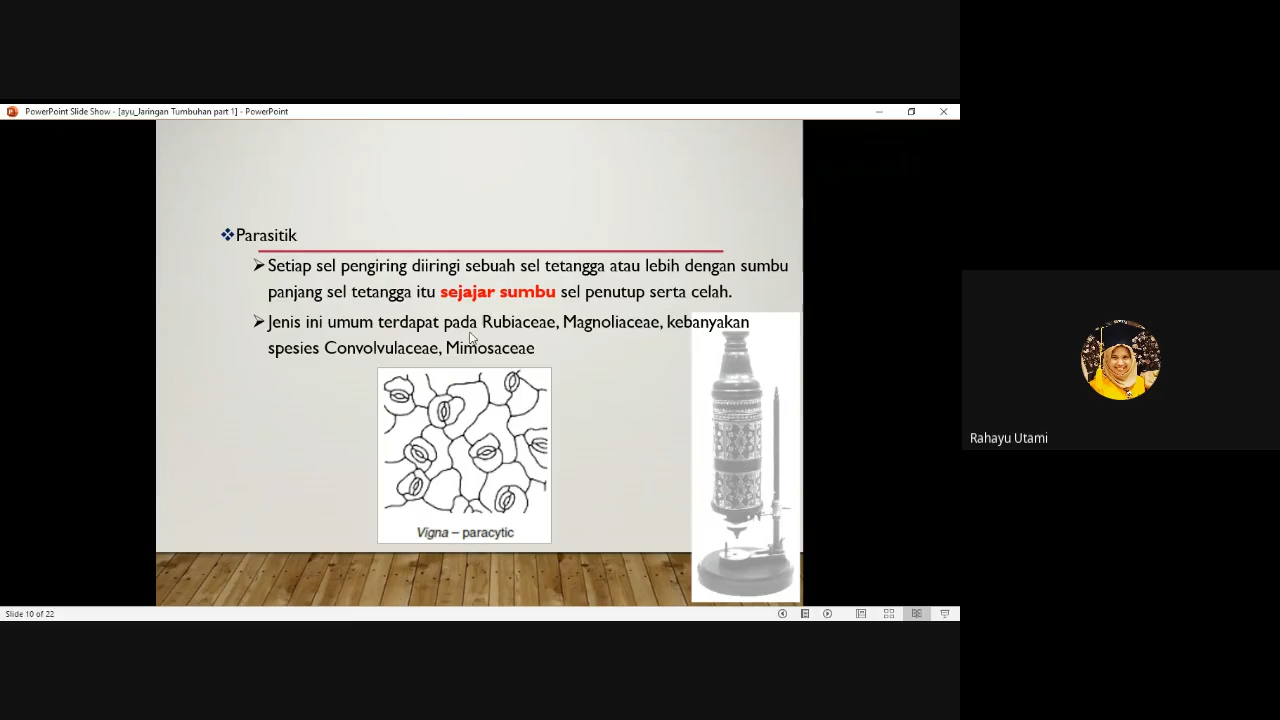 PowerPoint Slide Show - [ayu_Jaringan Tumbuhan part 1] - PowerPoint
Parasitik
Setiap sel pengiring diiringi sebuah sel tetangga atau lebih dengan sumbu
panjang sel tetangga itu sejajar sumbu sel penutup serta celah.
Jenis ini umum terdapat pada Rubiaceae, Magnoliaceae, kebanyakan
spesies Convolvulaceae, Mimosaceae
Vigna – paracytic
Rahayu Utami
Slide 10 of 22